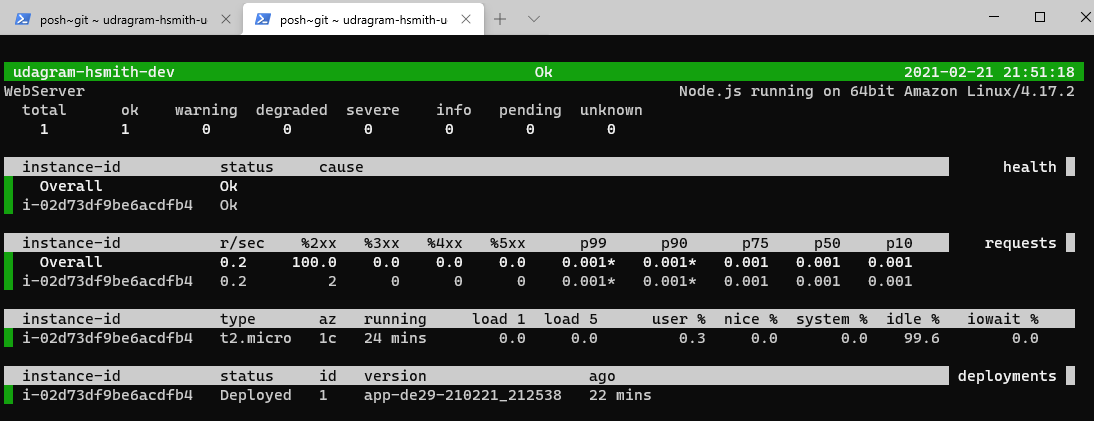 posh~git ~ udragram-hsmith-u posh~git ~ udragram-hsmith-u
udagram-hsmith-dev Ok 2021-02-21 21:51:18
WebServer Node.js running on 64bit Amazon Linux/4.17.2
total ok warning degraded severe info pending unknown
1 1 0 0 0 0 0 0
instance-id status cause health
Overall Ok
i-02d73df9be6acdfb4 Ok
instance-id r/sec %2xx %3xx %4xx %5xx p99 p90 p75 p50 p10 requests
Overall 0.2 100.0 0.0 0.0 0.0 0.001* 0.001* 0.001 0.001 0.001
i-02d73df9be6acdfb4 0.2 2 0 0 0 0.001* 0.001* 0.001 0.001 0.001
instance-id type az running load 1 load 5 user % nice % system % idle % iowait %
i-02d73df9be6acdfb4 t2.micro 1c 24 mins 0.0 0.0 0.3 0.0 0.0 99.6 0.0
instance-id status id version ago deployments
i-02d73df9be6acdfb4 Deployed 1 app-de29-210221_212538 22 mins